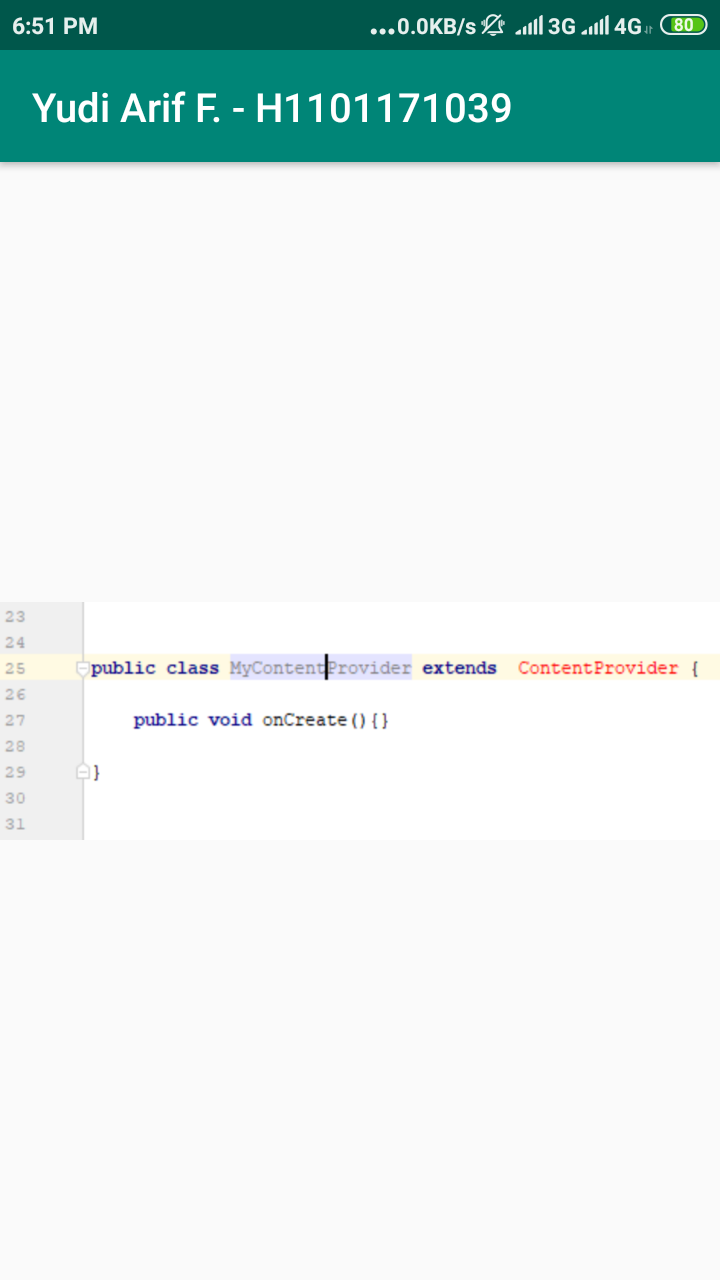 6:51 PM ...0.0KB/s 3G 4G 80
Yudi Arif F. - H1101171039
23
24
25 public class MyContentProvider extends  ContentProvider {
26
27 public void onCreate(){}
28
29 }
30
31